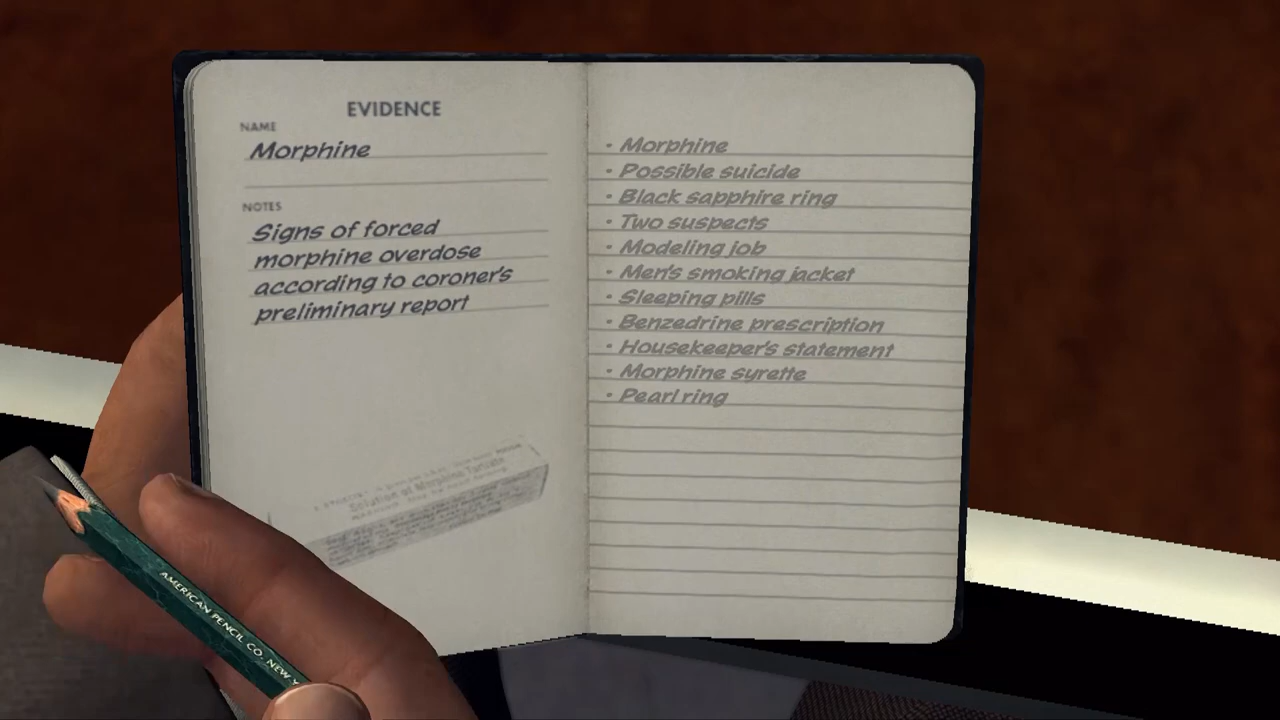 EVIDENCE
NAME
Morphine
NOTES
Signs of forced
morphine overdose
according to coroner's
preliminary report
Solution of Morphine Tartrate
• Morphine
• Possible suicide
• Black sapphire ring
• Two suspects
• Modeling job
• Men's smoking jacket
• Sleeping pills
• Benzedrine prescription
• Housekeeper's statement
• Morphine syrette
• Pearl ring
AMERICAN PENCIL CO. NEW Y